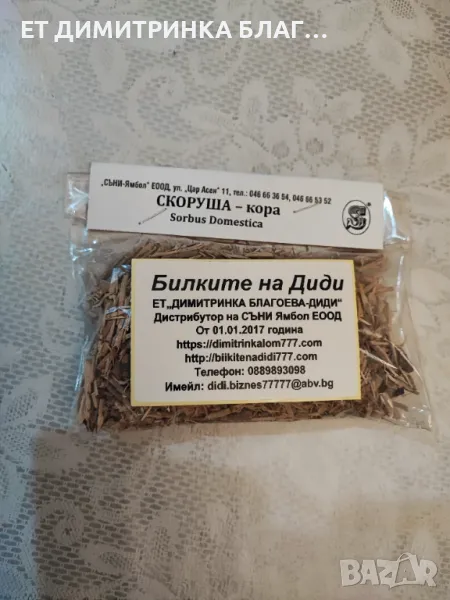 ЕТ ДИМИТРИНКА БЛАГ...
„СЪНИ-Ямбол" ЕООД, ул. „Цар Асен" 11, тел.: 046 66 36 54, 046 66 53 52
СКОРУША – кора
Sorbus Domestica
Билките на Диди
ЕТ„ДИМИТРИНКА БЛАГОЕВА-ДИДИ“
Дистрибутор на СЪНИ Ямбол ЕООД
От 01.01.2017 година
https://dimitrinkalom777.com
http://biikitenadidi777.com
Телефон: 0889893098
Имейл: didi.biznes77777@abv.bg
BAZAR